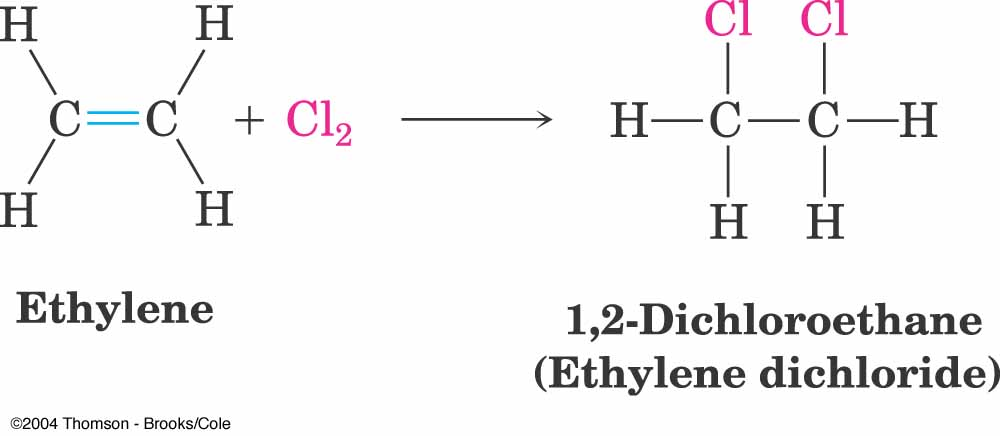 H H Cl Cl
C=C + Cl₂ → H—C—C—H
H H H H
Ethylene
1,2-Dichloroethane
(Ethylene dichloride)
©2004 Thomson - Brooks/Cole